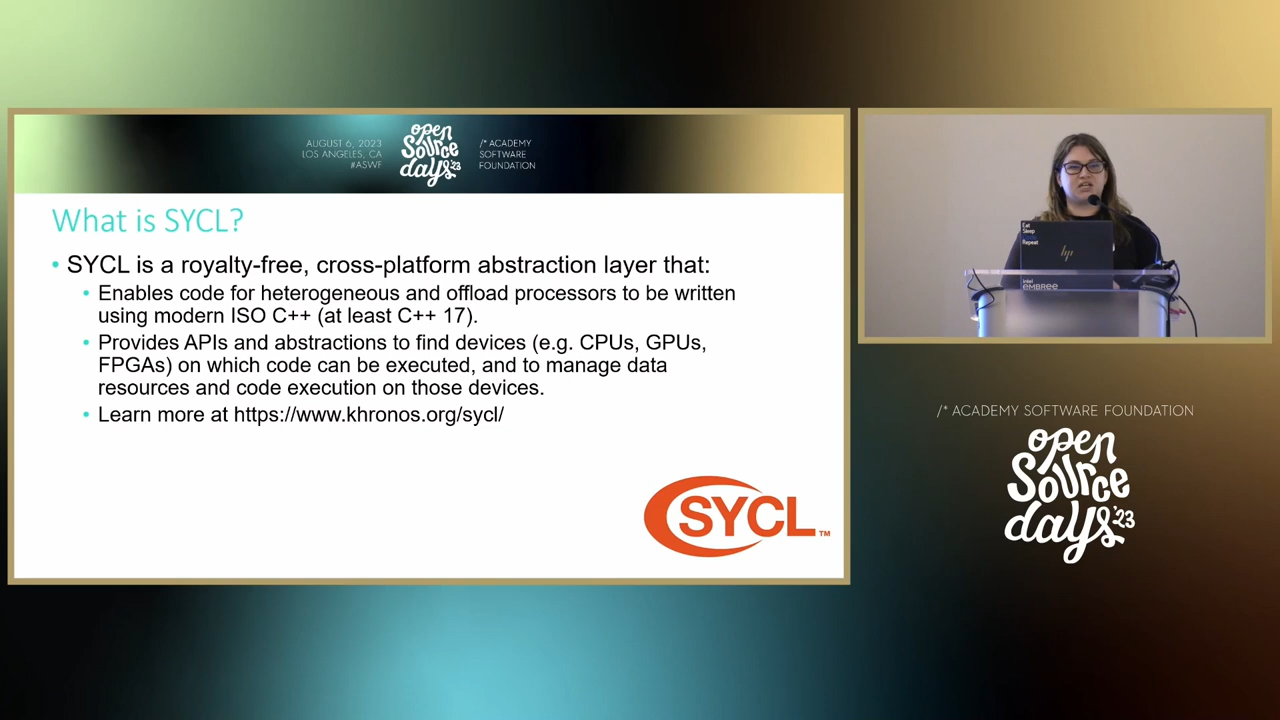 AUGUST 6, 2023
LOS ANGELES, CA
#ASWF
open
Source
days '23
/* ACADEMY
SOFTWARE
FOUNDATION
What is SYCL?
• SYCL is a royalty-free, cross-platform abstraction layer that:
• Enables code for heterogeneous and offload processors to be written
using modern ISO C++ (at least C++ 17).
• Provides APIs and abstractions to find devices (e.g. CPUs, GPUs,
FPGAs) on which code can be executed, and to manage data
resources and code execution on those devices.
• Learn more at https://www.khronos.org/sycl/
SYCL™
Eat
Sleep
Repeat
hp
intel
EMBREE
/* ACADEMY SOFTWARE FOUNDATION
open
Source
days '23